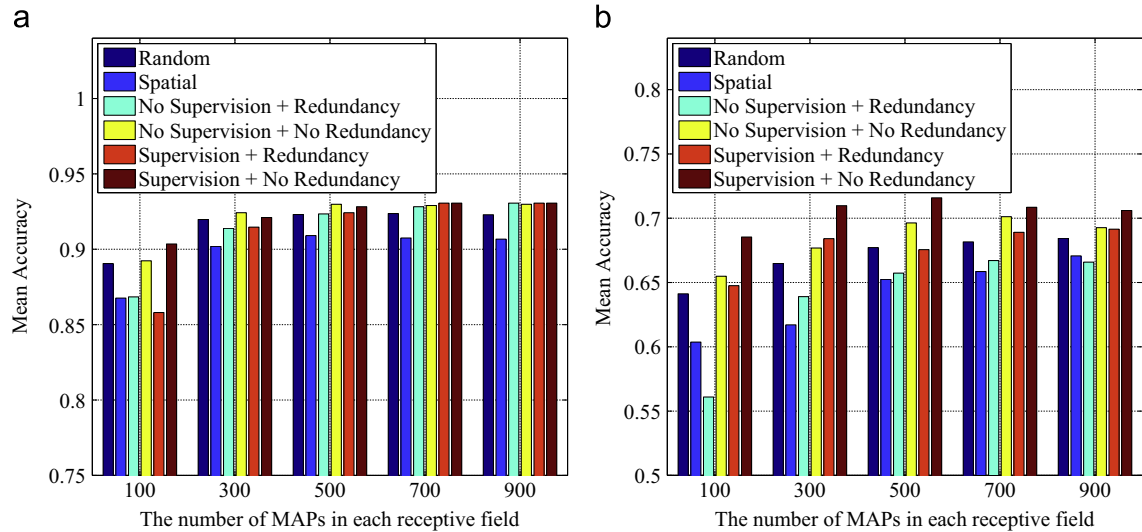 a
Mean Accuracy
1
0.95
0.9
0.85
0.8
0.75
Random
Spatial
No Supervision + Redundancy
No Supervision + No Redundancy
Supervision + Redundancy
Supervision + No Redundancy
100 300 500 700 900
The number of MAPs in each receptive field
b
Mean Accuracy
0.8
0.75
0.7
0.65
0.6
0.55
0.5
Random
Spatial
No Supervision + Redundancy
No Supervision + No Redundancy
Supervision + Redundancy
Supervision + No Redundancy
100 300 500 700 900
The number of MAPs in each receptive field